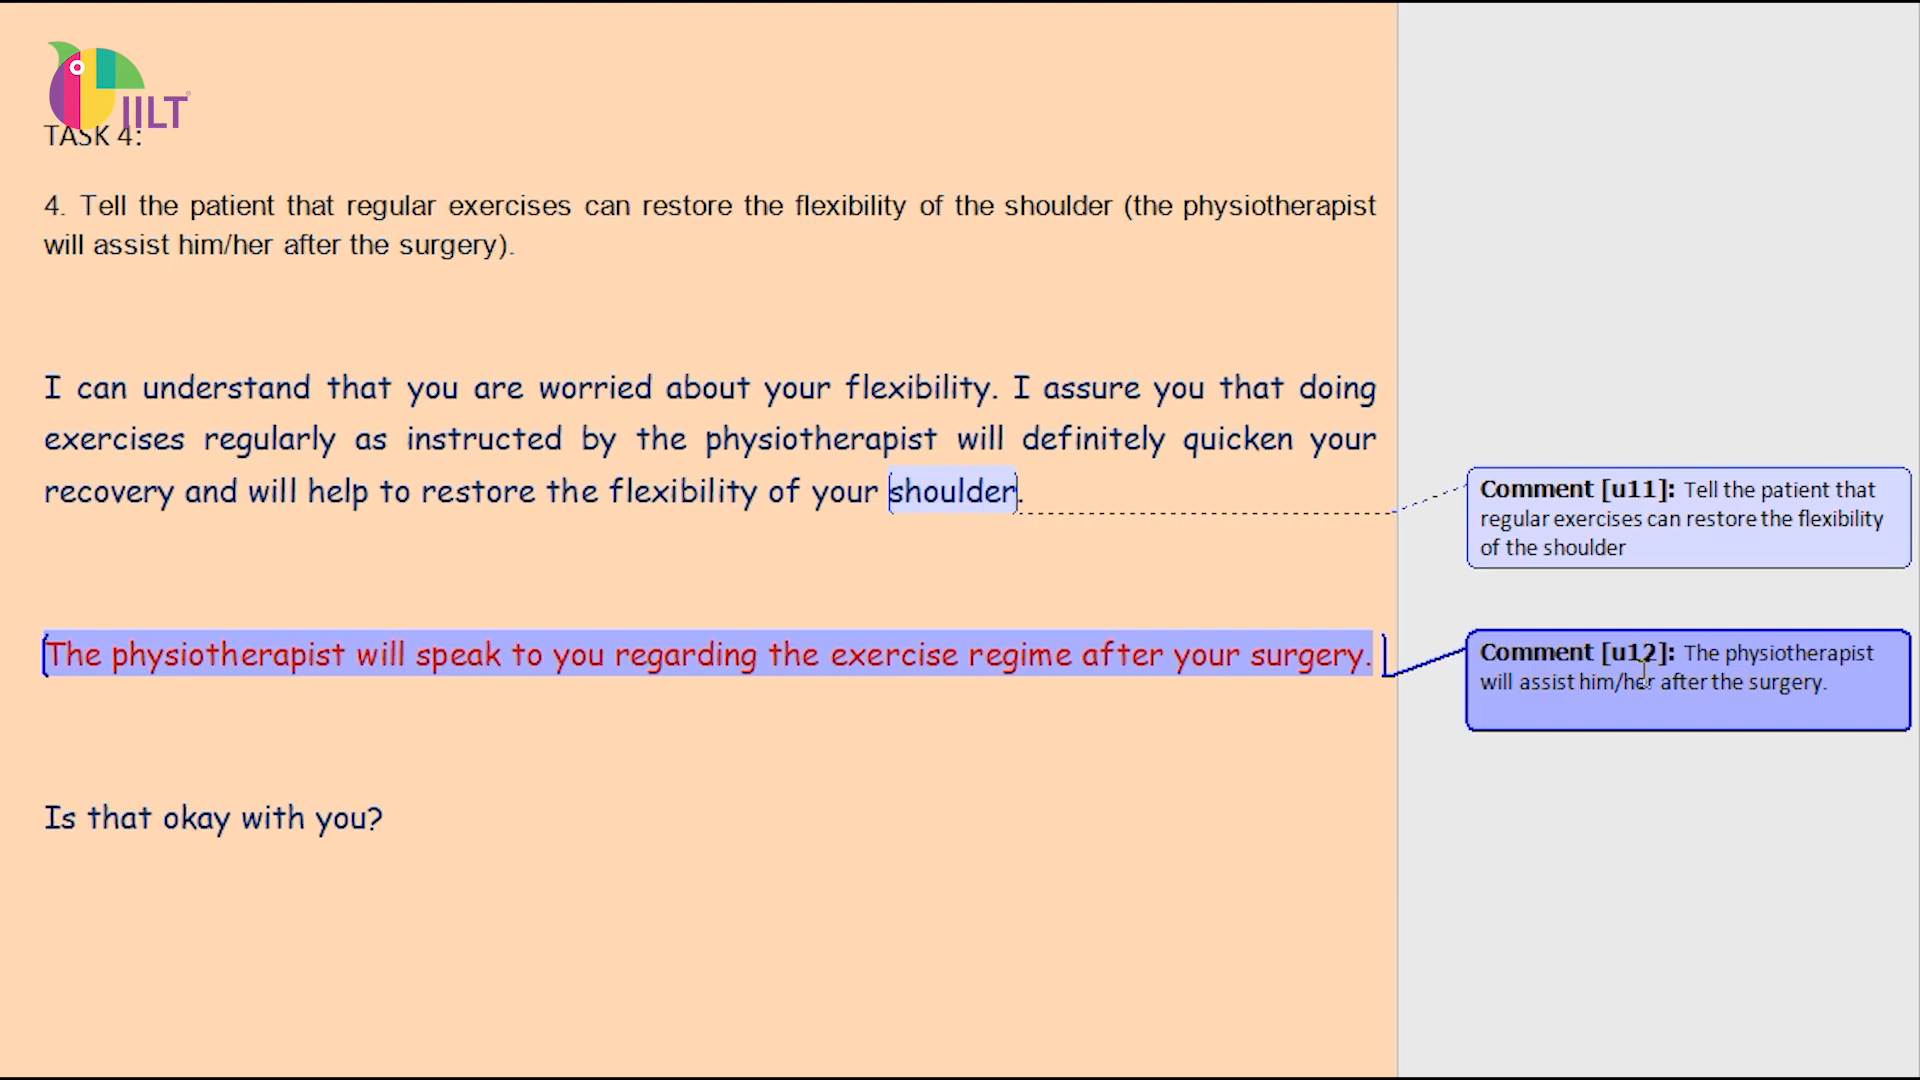 IILT
TASK 4:
4. Tell the patient that regular exercises can restore the flexibility of the shoulder (the physiotherapist
will assist him/her after the surgery).
I can understand that you are worried about your flexibility. I assure you that doing
exercises regularly as instructed by the physiotherapist will definitely quicken your
recovery and will help to restore the flexibility of your shoulder.
Comment [u11]: Tell the patient that
regular exercises can restore the flexibility
of the shoulder
The physiotherapist will speak to you regarding the exercise regime after your surgery.
Comment [u12]: The physiotherapist
will assist him/her after the surgery.
Is that okay with you?